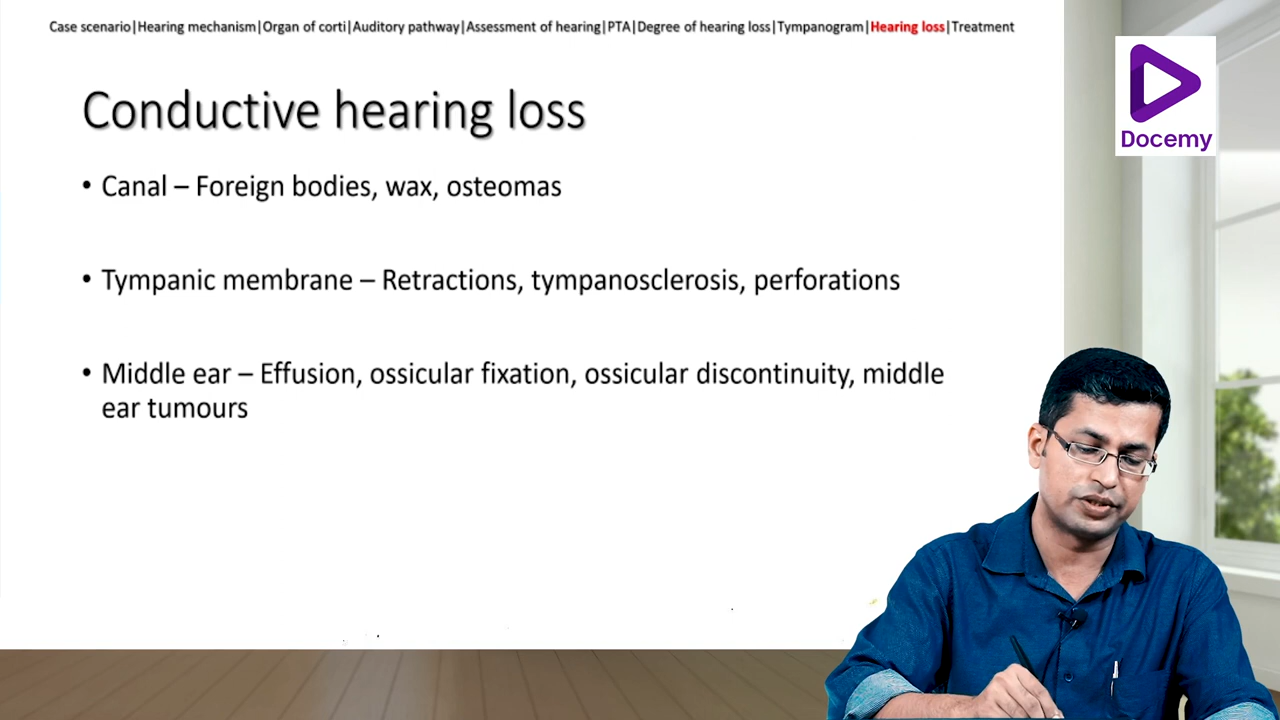 Case scenario|Hearing mechanism|Organ of corti|Auditory pathway|Assessment of hearing|PTA|Degree of hearing loss|Tympanogram|Hearing loss|Treatment
Docemy
Conductive hearing loss
• Canal – Foreign bodies, wax, osteomas
• Tympanic membrane – Retractions, tympanosclerosis, perforations
• Middle ear – Effusion, ossicular fixation, ossicular discontinuity, middle
ear tumours